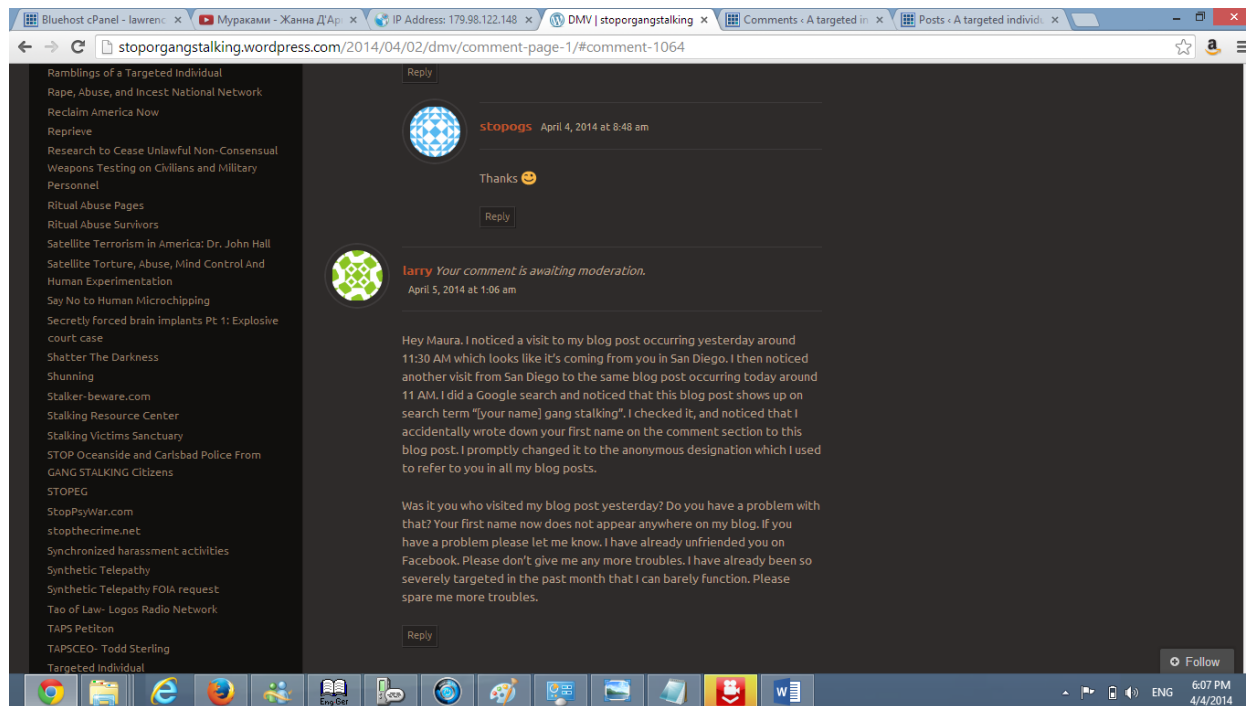 Bluehost cPanel - lawrenc
Мураками - Жанна Д'Ар
IP Address: 179.98.122.148
DMV | stoporgangstalking
Comments ‹ A targeted in
Posts ‹ A targeted individu
stoporgangstalking.wordpress.com/2014/04/02/dmv/comment-page-1/#comment-1064
Ramblings of a Targeted Individual
Rape, Abuse, and Incest National Network
Reclaim America Now
Reprieve
Research to Cease Unlawful Non-Consensual
Weapons Testing on Civilians and Military
Personnel
Ritual Abuse Pages
Ritual Abuse Survivors
Satellite Terrorism in America: Dr. John Hall
Satellite Torture, Abuse, Mind Control And
Human Experimentation
Say No to Human Microchipping
Secretly forced brain implants Pt 1: Explosive
court case
Shatter The Darkness
Shunning
Stalker-beware.com
Stalking Resource Center
Stalking Victims Sanctuary
STOP Oceanside and Carlsbad Police From
GANG STALKING Citizens
STOPEG
StopPsyWar.com
stopthecrime.net
Synchronized harassment activities
Synthetic Telepathy
Synthetic Telepathy FOIA request
Tao of Law- Logos Radio Network
TAPS Petiton
TAPSCEO- Todd Sterling
Targeted Individual
Reply
stopogs April 4, 2014 at 8:48 am
Thanks 😊
Reply
larry Your comment is awaiting moderation.
April 5, 2014 at 1:06 am
Hey Maura. I noticed a visit to my blog post occurring yesterday around
11:30 AM which looks like it's coming from you in San Diego. I then noticed
another visit from San Diego to the same blog post occurring today around
11 AM. I did a Google search and noticed that this blog post shows up on
search term "[your name] gang stalking". I checked it, and noticed that I
accidentally wrote down your first name on the comment section to this
blog post. I promptly changed it to the anonymous designation which I used
to refer to you in all my blog posts.
Was it you who visited my blog post yesterday? Do you have a problem with
that? Your first name now does not appear anywhere on my blog. If you
have a problem please let me know. I have already unfriended you on
Facebook. Please don't give me any more troubles. I have already been so
severely targeted in the past month that I can barely function. Please
spare me more troubles.
Reply
Follow
Eng Ger
ENG
6:07 PM
4/4/2014